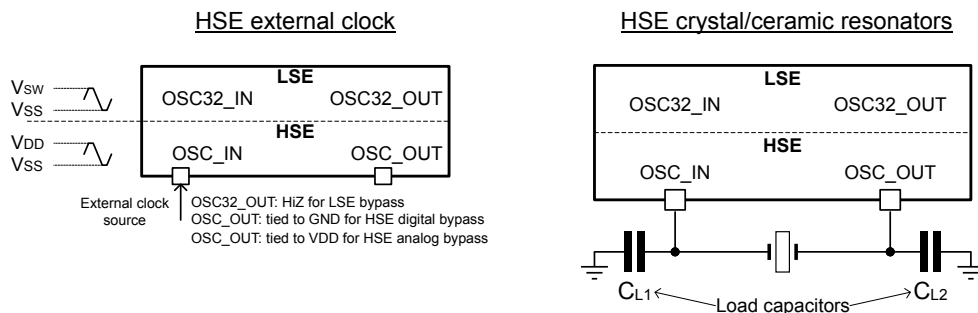 HSE external clock
VSW
VSS
VDD
VSS
LSE
OSC32_IN OSC32_OUT
HSE
OSC_IN OSC_OUT
External clock
source
OSC32_OUT: HiZ for LSE bypass
OSC_OUT: tied to GND for HSE digital bypass
OSC_OUT: tied to VDD for HSE analog bypass
HSE crystal/ceramic resonators
LSE
OSC32_IN OSC32_OUT
HSE
OSC_IN OSC_OUT
CL1 CL2
Load capacitors